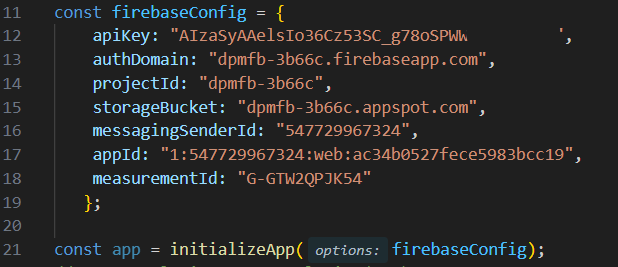 11 const firebaseConfig = {
12 apiKey: "AIzaSyAAelsIo36Cz53SC_g78oSPWW ',
13 authDomain: "dpmfb-3b66c.firebaseapp.com",
14 projectId: "dpmfb-3b66c",
15 storageBucket: "dpmfb-3b66c.appspot.com",
16 messagingSenderId: "547729967324",
17 appId: "1:547729967324:web:ac34b0527fece5983bcc19",
18 measurementId: "G-GTW2QPJK54"
19 };
20
21 const app = initializeApp( options: firebaseConfig);